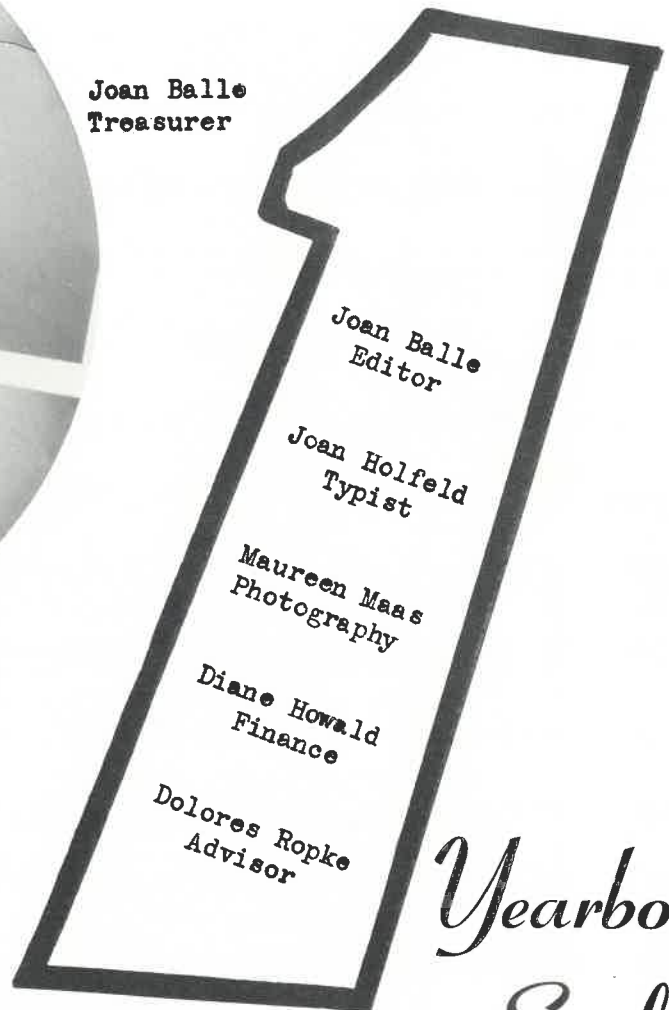 Joan Balle
Treasurer
Joan Balle
Editor
Joan Holfeld
Typist
Maureen Maas
Photography
Diane Howald
Finance
Dolores Ropke
Advisor
Yearbo